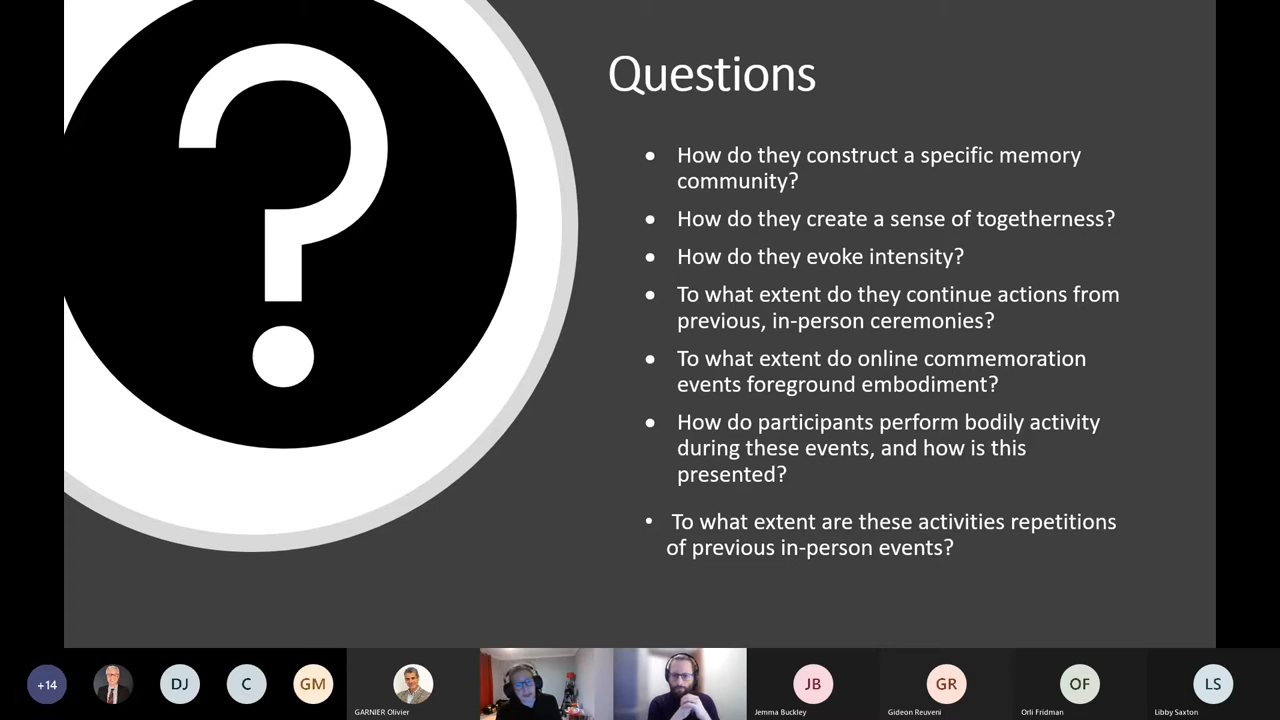 Questions
• How do they construct a specific memory
community?
• How do they create a sense of togetherness?
• How do they evoke intensity?
• To what extent do they continue actions from
previous, in-person ceremonies?
• To what extent do online commemoration
events foreground embodiment?
• How do participants perform bodily activity
during these events, and how is this
presented?
• To what extent are these activities repetitions
of previous in-person events?
+14
DJ
C
GM
GARNIER Olivier
JB
Jemma Buckley
GR
Gideon Reuveni
OF
Orli Fridman
LS
Libby Saxton